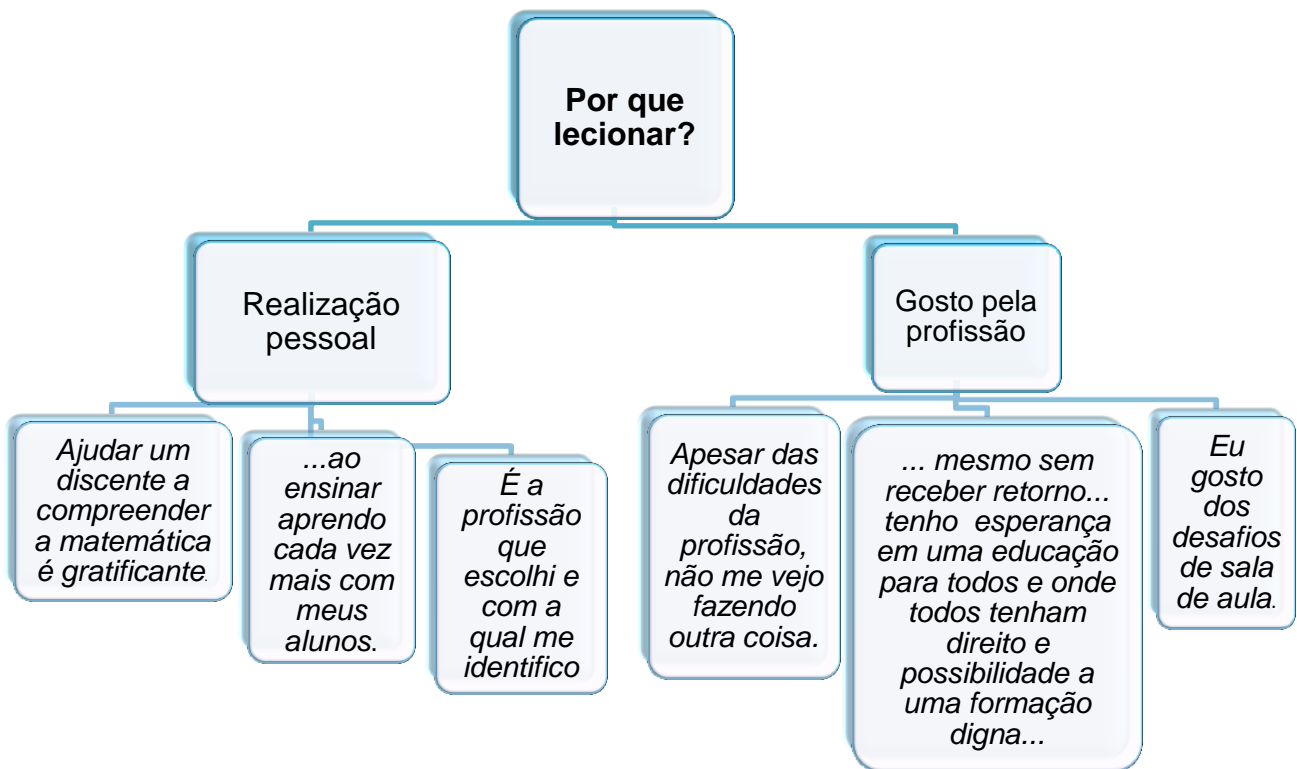 Por que
lecionar?
Realização
pessoal
Gosto pela
profissão
Ajudar um
discente a
compreender
a matemática
é gratificante.
...ao
ensinar
aprendo
cada vez
mais com
meus
alunos.
É a
profissão
que
escolhi e
com a
qual me
identifico
Apesar das
dificuldades
da
profissão,
não me vejo
fazendo
outra coisa.
... mesmo sem
receber retorno...
tenho esperança
em uma educação
para todos e onde
todos tenham
direito e
possibilidade a
uma formação
digna...
Eu
gosto
dos
desafios
de sala
de aula.